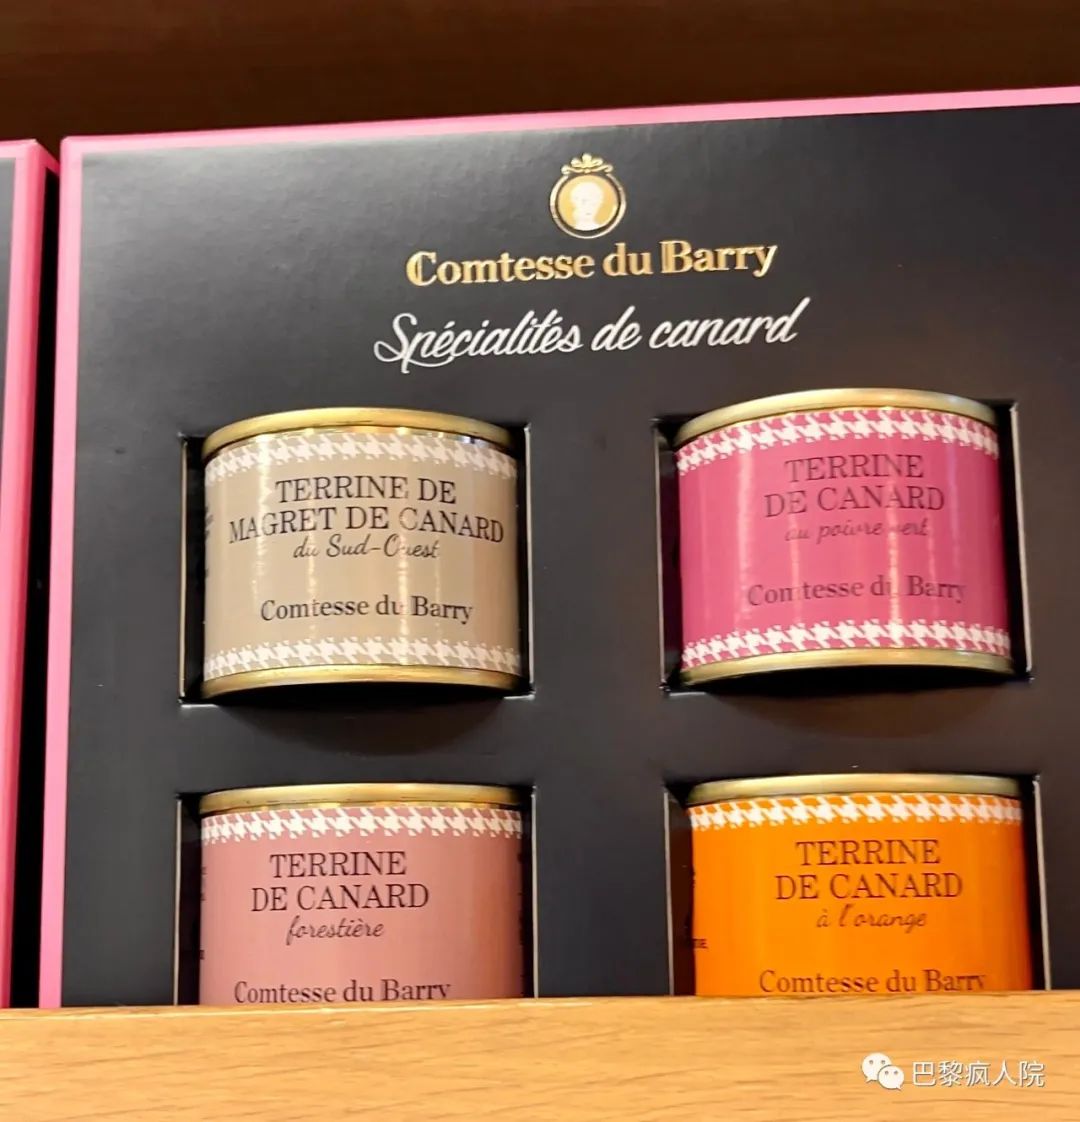 Comtesse du Barry
Spécialités de canard
TERRINE DE
MAGRET DE CANARD
du Sud-Ouest
Comtesse du Barry
TERRINE
DE CANARD
au poivre vert
Comtesse du Barry
TERRINE
DE CANARD
forestière
Comtesse du Barry
TERRINE
DE CANARD
à l'orange
Comtesse du Barry
巴黎疯人院